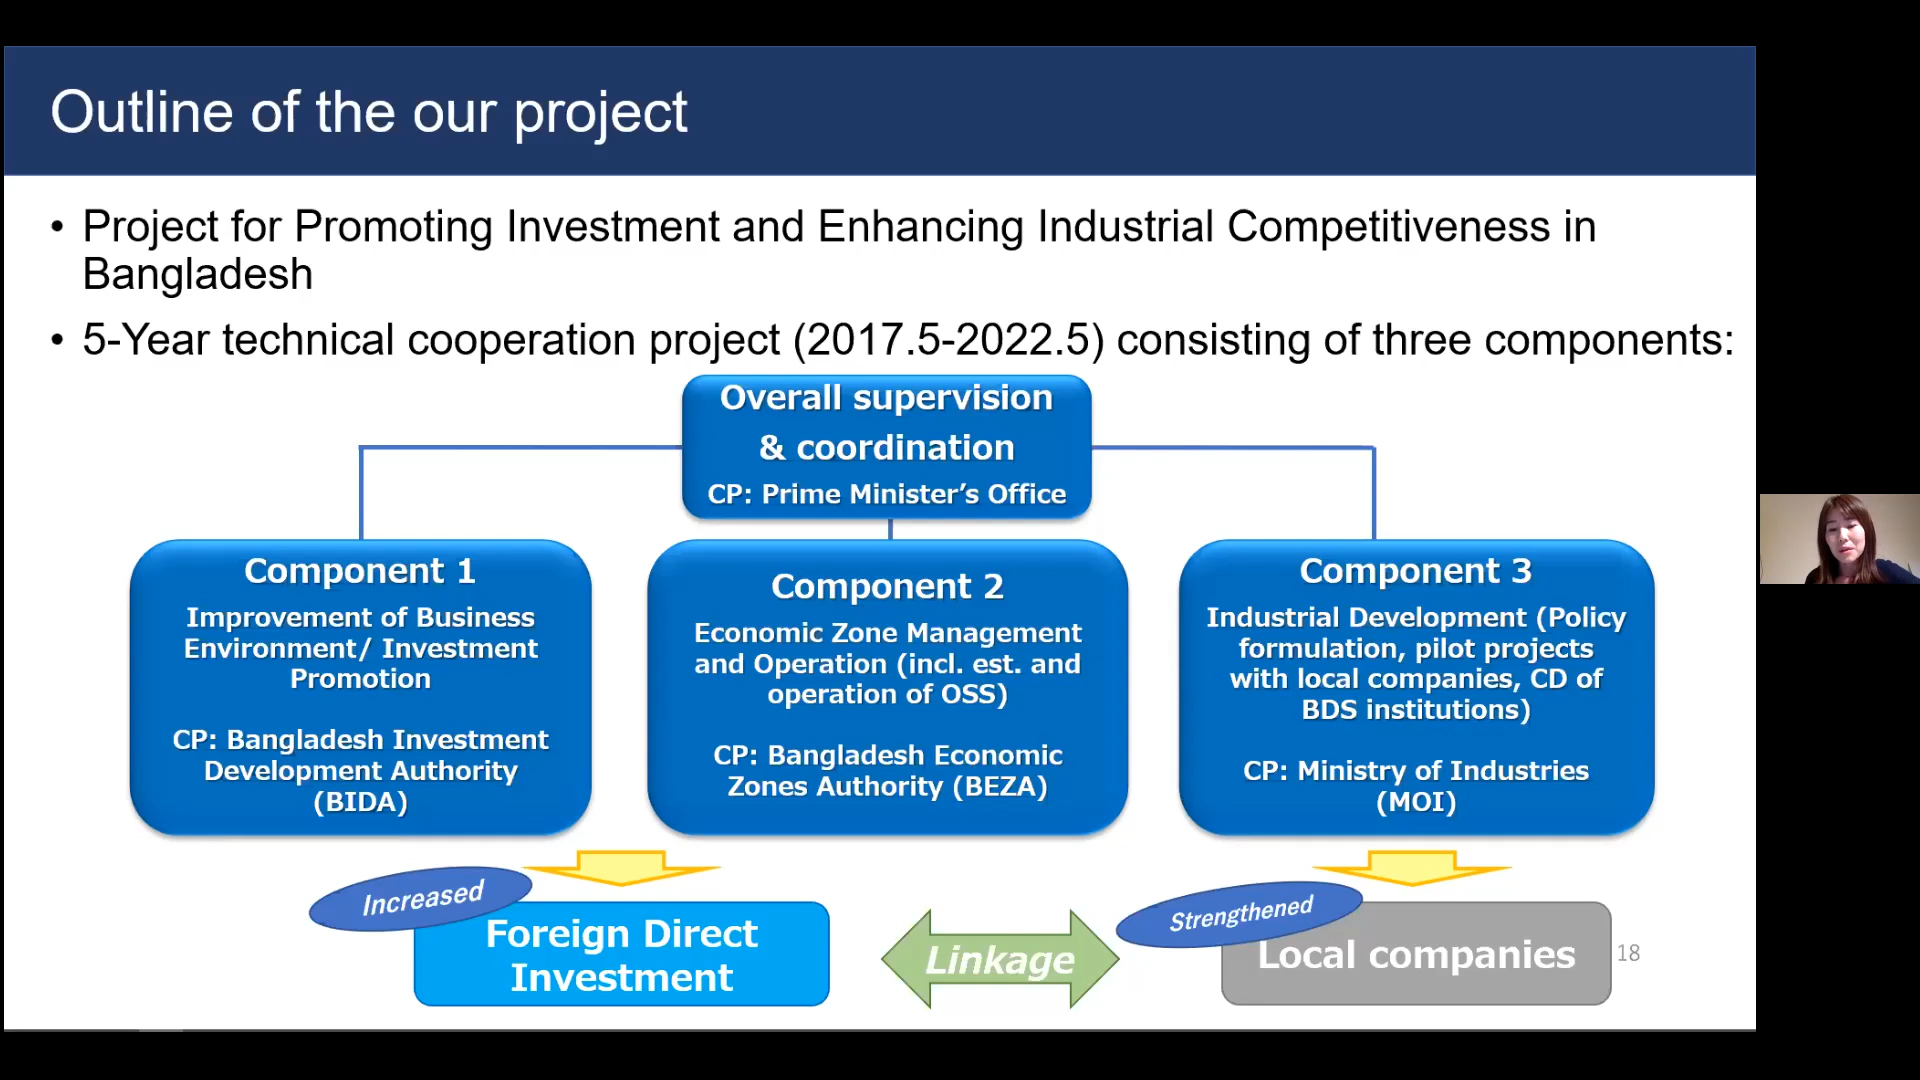 Outline of the our project
• Project for Promoting Investment and Enhancing Industrial Competitiveness in
Bangladesh
• 5-Year technical cooperation project (2017.5-2022.5) consisting of three components:
Overall supervision
& coordination
CP: Prime Minister’s Office
Component 1
Improvement of Business
Environment/ Investment
Promotion
CP: Bangladesh Investment
Development Authority
(BIDA)
Component 2
Economic Zone Management
and Operation (incl. est. and
operation of OSS)
CP: Bangladesh Economic
Zones Authority (BEZA)
Component 3
Industrial Development (Policy
formulation, pilot projects
with local companies, CD of
BDS institutions)
CP: Ministry of Industries
(MOI)
Increased
Foreign Direct
Investment
Linkage
Strengthened
Local companies
18